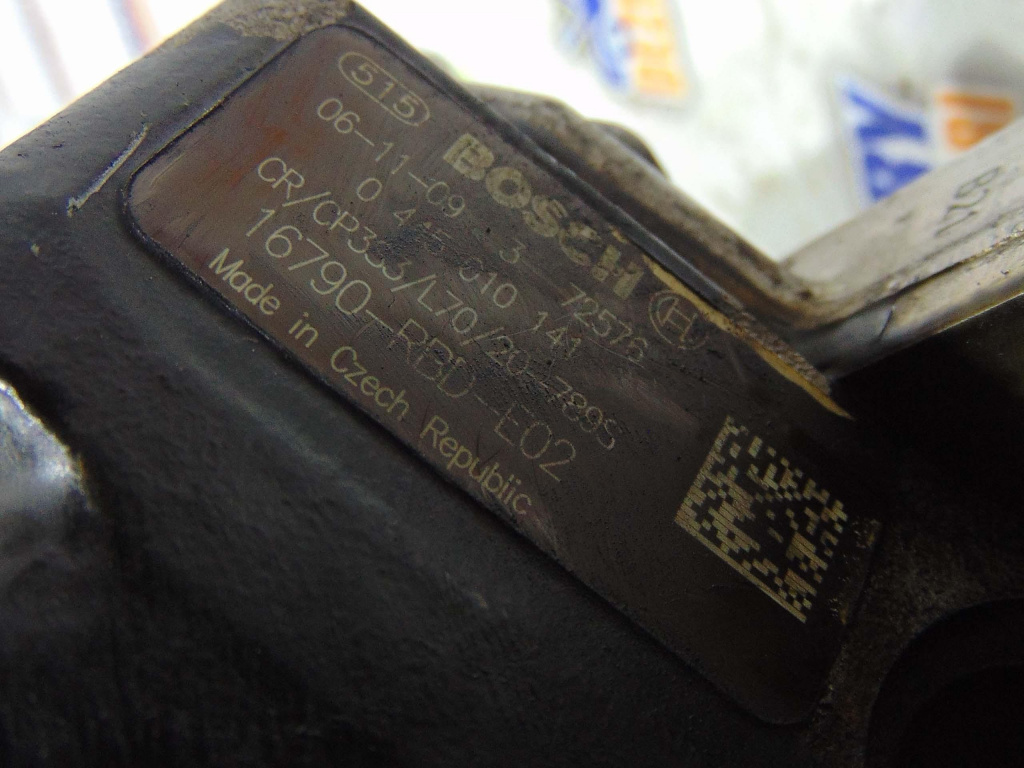 515
BOSCH
06-11-09 3 72576
0 445 010 141
CR/CP3S3/L70/20-789S
16790-RBD-E02
Made in Czech Republic